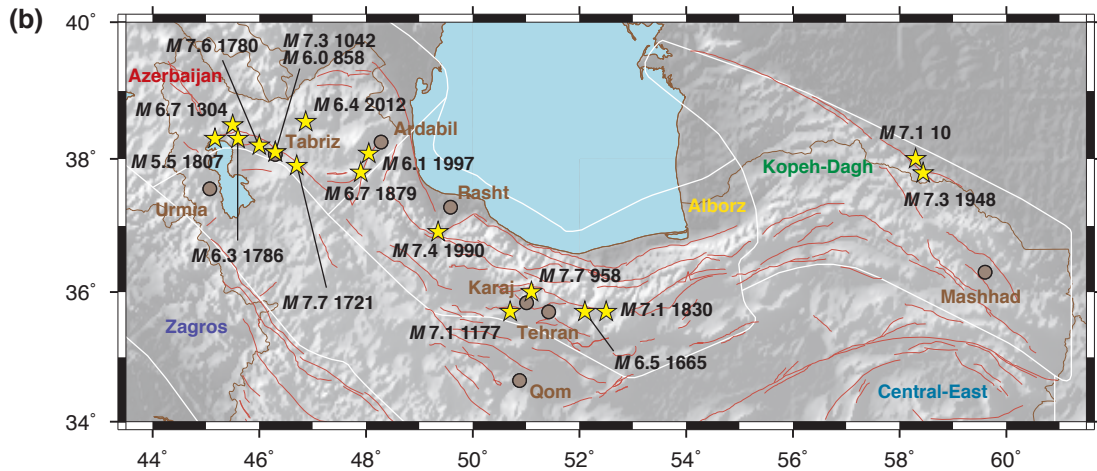 (b)
40˚
38˚
36˚
34˚
M 7.6 1780
M 7.3 1042
M 6.0 858
Azerbaijan
M 6.7 1304
M 6.4 2012
Ardabil
Tabriz
M 5.5 1807
M 6.1 1997
M 6.7 1879
Urmia
Rasht
M 6.3 1786
M 7.4 1990
M 7.7 1721
M 7.1 10
Kopeh-Dagh
M 7.3 1948
Alborz
M 7.7 958
Karaj
M 7.1 1830
Mashhad
Zagros
M 7.1 1177
Tehran
M 6.5 1665
Qom
Central-East
44˚ 46˚ 48˚ 50˚ 52˚ 54˚ 56˚ 58˚ 60˚